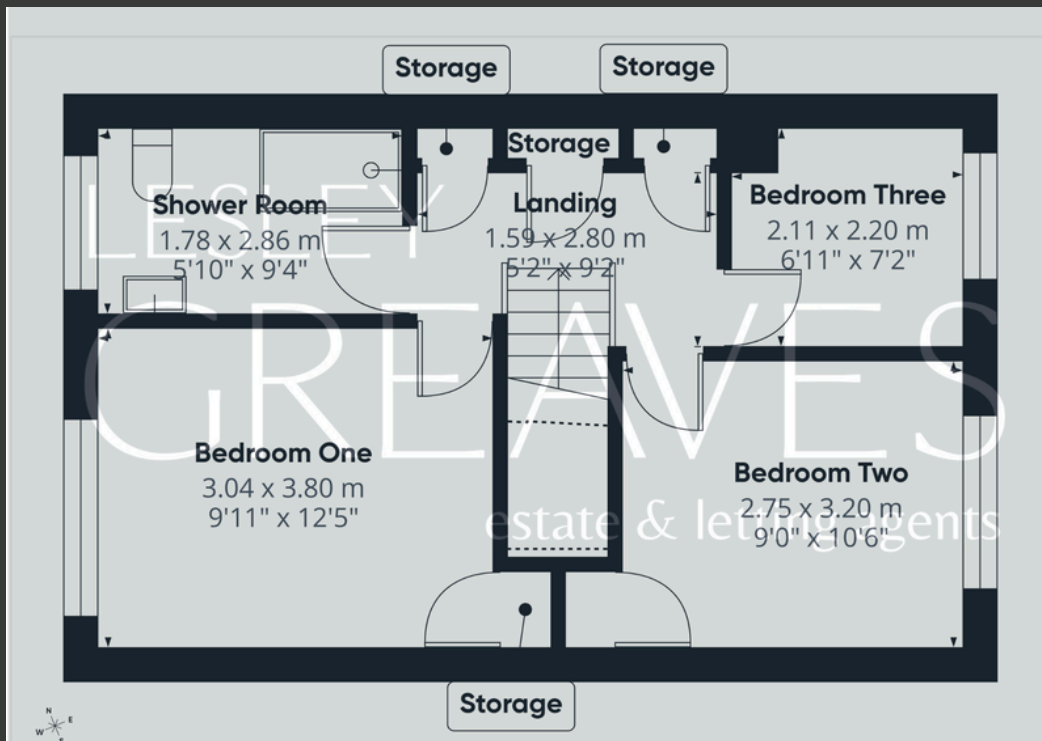 Storage
Storage
Storage
Shower Room
1.78 x 2.86 m
5'10" x 9'4"
Landing
1.59 x 2.80 m
5'2" x 9'2"
Bedroom Three
2.11 x 2.20 m
6'11" x 7'2"
LESLEY
GREAVES
estate & letting agents
Bedroom One
3.04 x 3.80 m
9'11" x 12'5"
Bedroom Two
2.75 x 3.20 m
9'0" x 10'6"
Storage
N
W E
S